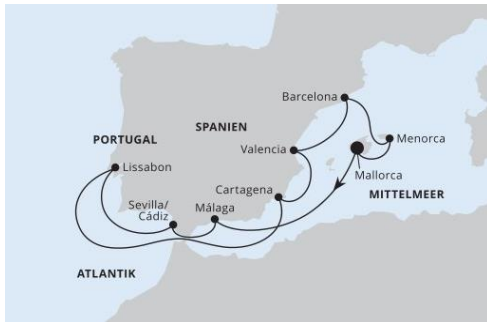 Barcelona
SPANIEN
PORTUGAL
Menorca
Valencia
Lissabon
Mallorca
Cartagena
MITTELMEER
Sevilla/
Cádiz
Málaga
ATLANTIK